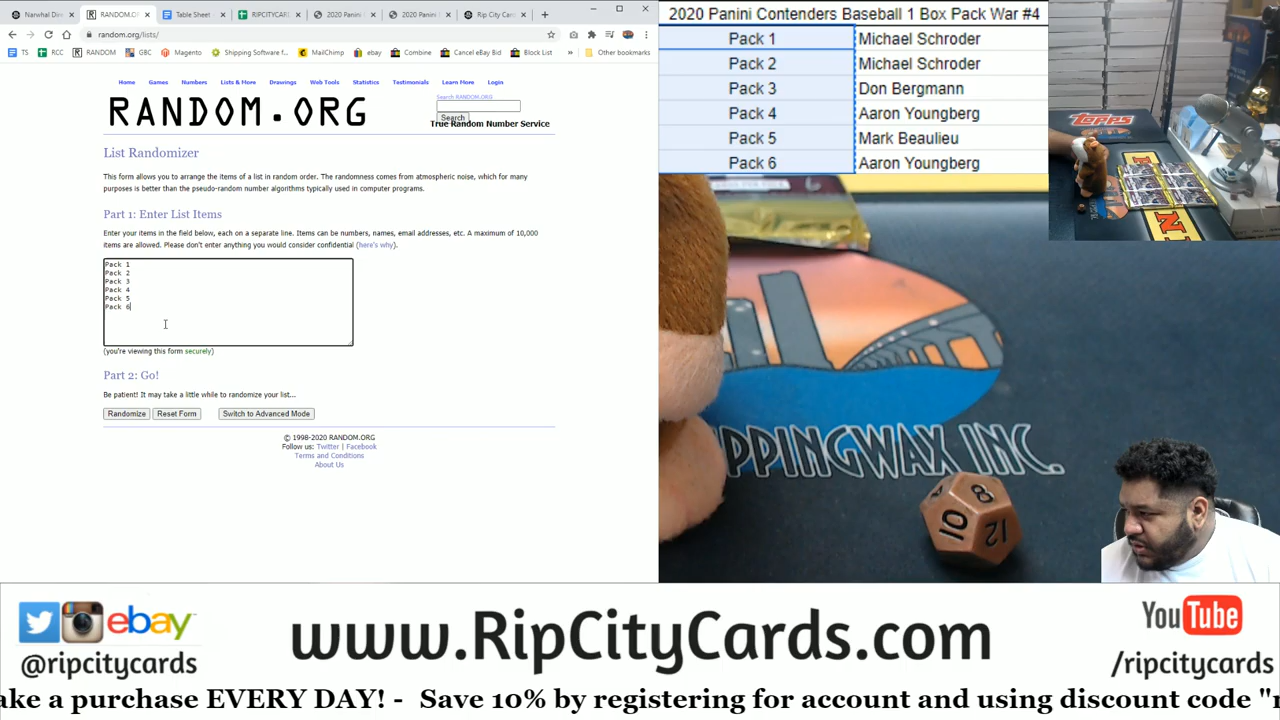 Narwhal Di
RANDOM.OR
Table Sheet
RIPCITYCARD
2020 Panini
2020 Panini
Rip City Car
random.org/lists/
TS
RCC
RANDOM
GBC
Magento
Shipping Software f...
MailChimp
ebay
Combine
Cancel eBay Bid
Block List
Other bookmarks
Home Games Numbers Lists & More Drawings Web Tools Statistics Testimonials Learn More Login
RANDOM.ORG
Search RANDOM.ORG
Search
True Random Number Service
List Randomizer
This form allows you to arrange the items of a list in random order. The randomness comes from atmospheric noise, which for many
purposes is better than the pseudo-random number algorithms typically used in computer programs.
Part 1: Enter List Items
Enter your items in the field below, each on a separate line. Items can be numbers, names, email addresses, etc. A maximum of 10,000
items are allowed. Please don't enter anything you would consider confidential (here's why).
Pack 1
Pack 2
Pack 3
Pack 4
Pack 5
Pack 6
(you're viewing this form securely)
Part 2: Go!
Be patient! It may take a little while to randomize your list...
Randomize Reset Form Switch to Advanced Mode
© 1998-2020 RANDOM.ORG
Follow us: Twitter | Facebook
Terms and Conditions
About Us
2020 Panini Contenders Baseball 1 Box Pack War #4
Pack 1 Michael Schroder
Pack 2 Michael Schroder
Pack 3 Don Bergmann
Pack 4 Aaron Youngberg
Pack 5 Mark Beaulieu
Pack 6 Aaron Youngberg
TOPPS
PPINGWAX INC.
8
10
12
ebay
@ripcitycards
www.RipCityCards.com
YouTube
/ripcitycards
ake a purchase EVERY DAY! - Save 10% by registering for account and using discount code "r